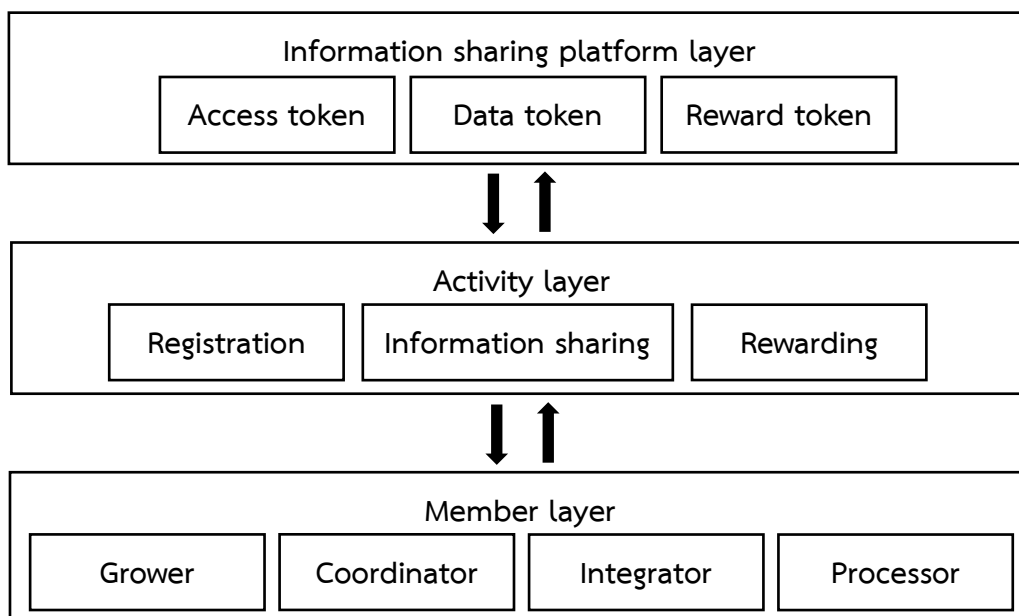 Information sharing platform layer
Access token
Data token
Reward token
Activity layer
Registration
Information sharing
Rewarding
Member layer
Grower
Coordinator
Integrator
Processor